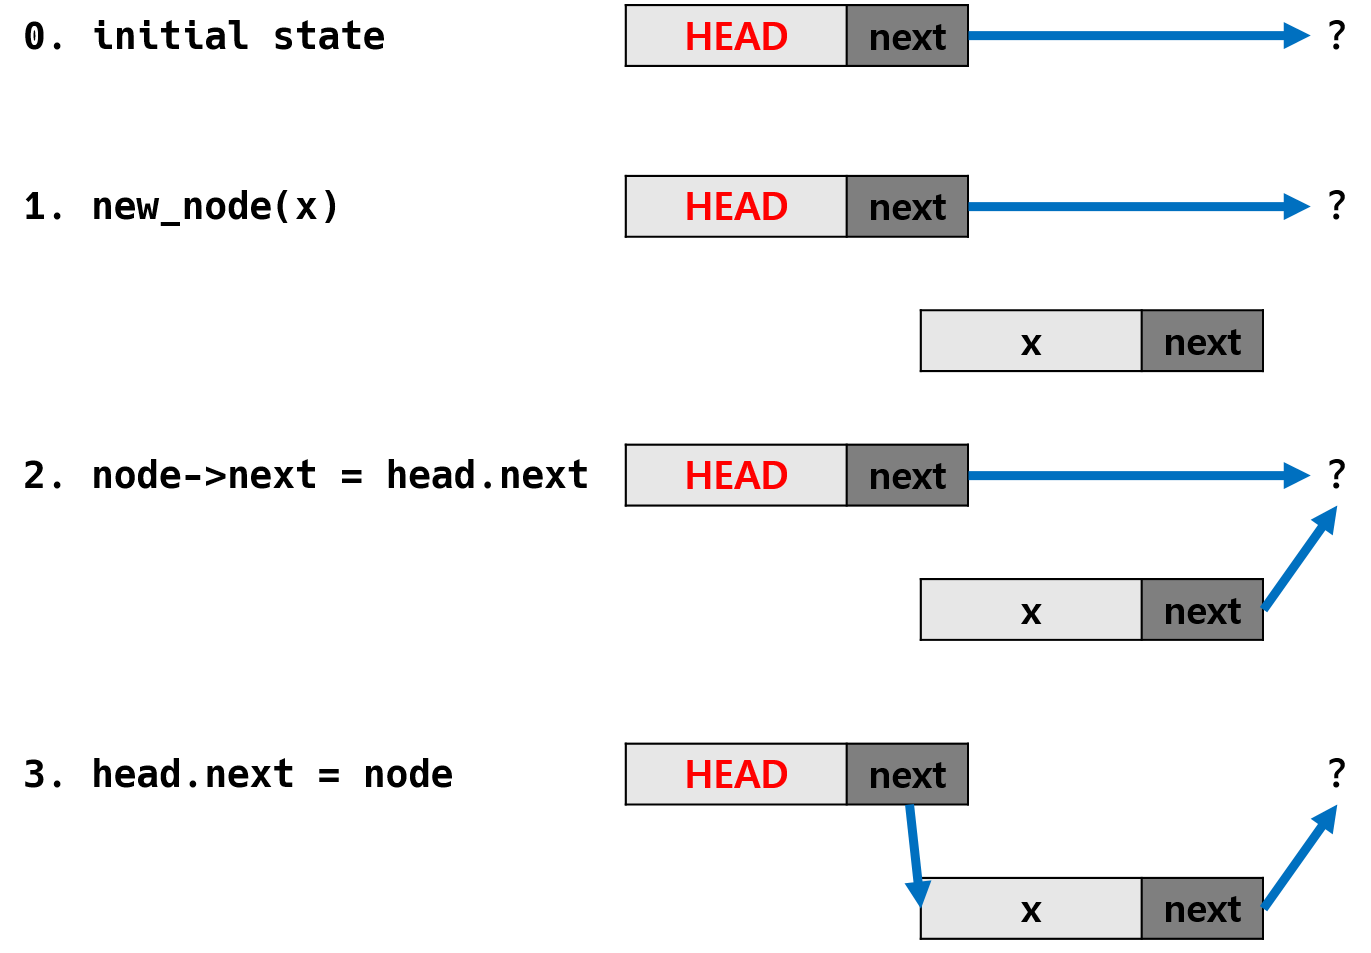 0. initial state HEAD next ?
1. new_node(x) HEAD next ?
x next
2. node->next = head.next HEAD next ?
x next
3. head.next = node HEAD next ?
x next